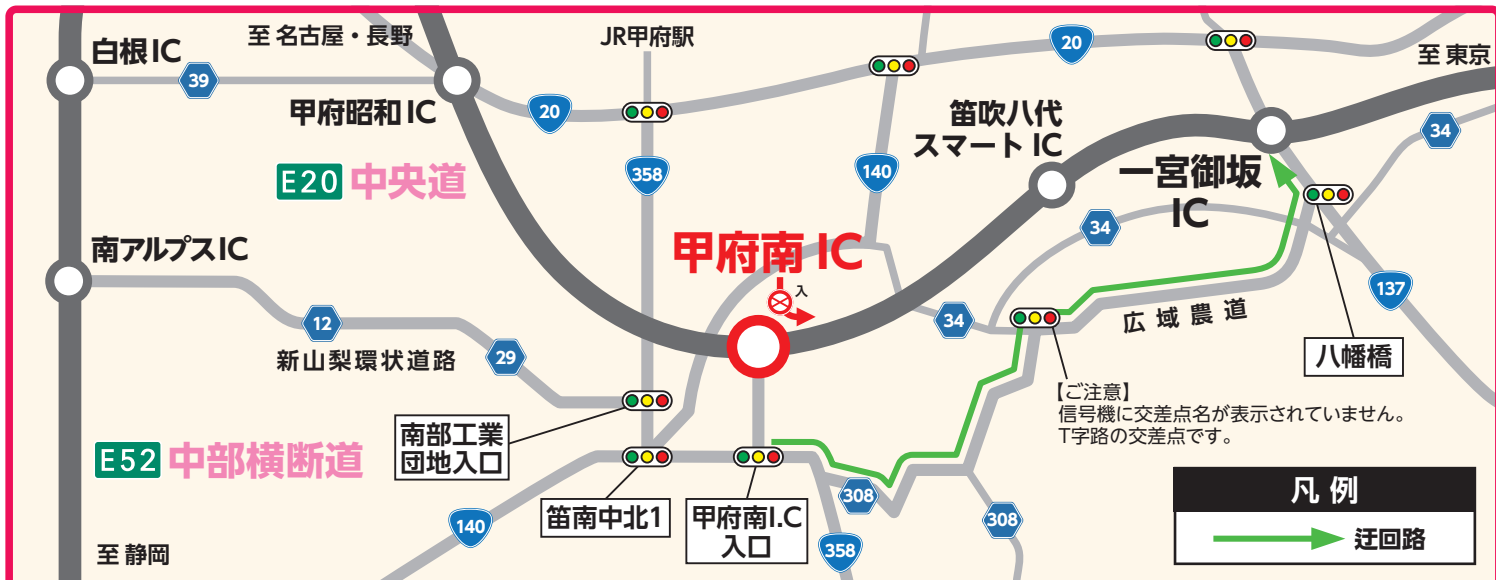 至 名古屋・長野
JR甲府駅
20
至 東京
白根 IC
39
甲府昭和 IC
20
笛吹八代
スマート IC
34
358
140
E20 中央道
一宮御坂
IC
34
南アルプスIC
甲府南 IC
入
137
12
34
広域農道
新山梨環状道路
29
八幡橋
【ご注意】
信号機に交差点名が表示されていません。
T字路の交差点です。
南部工業
団地入口
E52 中部横断道
308
凡 例
140
笛南中北1
甲府南I.C
入口
308
迂回路
358
至 静岡